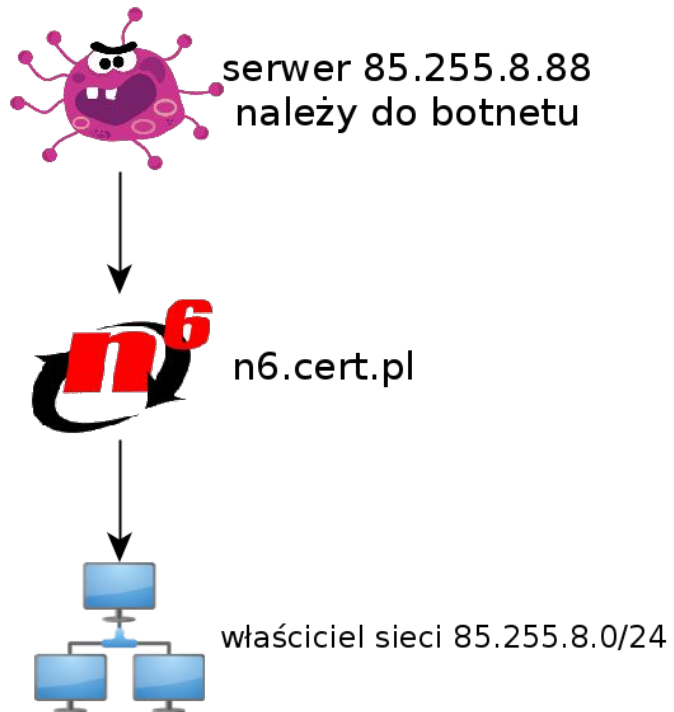 serwer 85.255.8.88
należy do botnetu
n6
n6.cert.pl
właściciel sieci 85.255.8.0/24